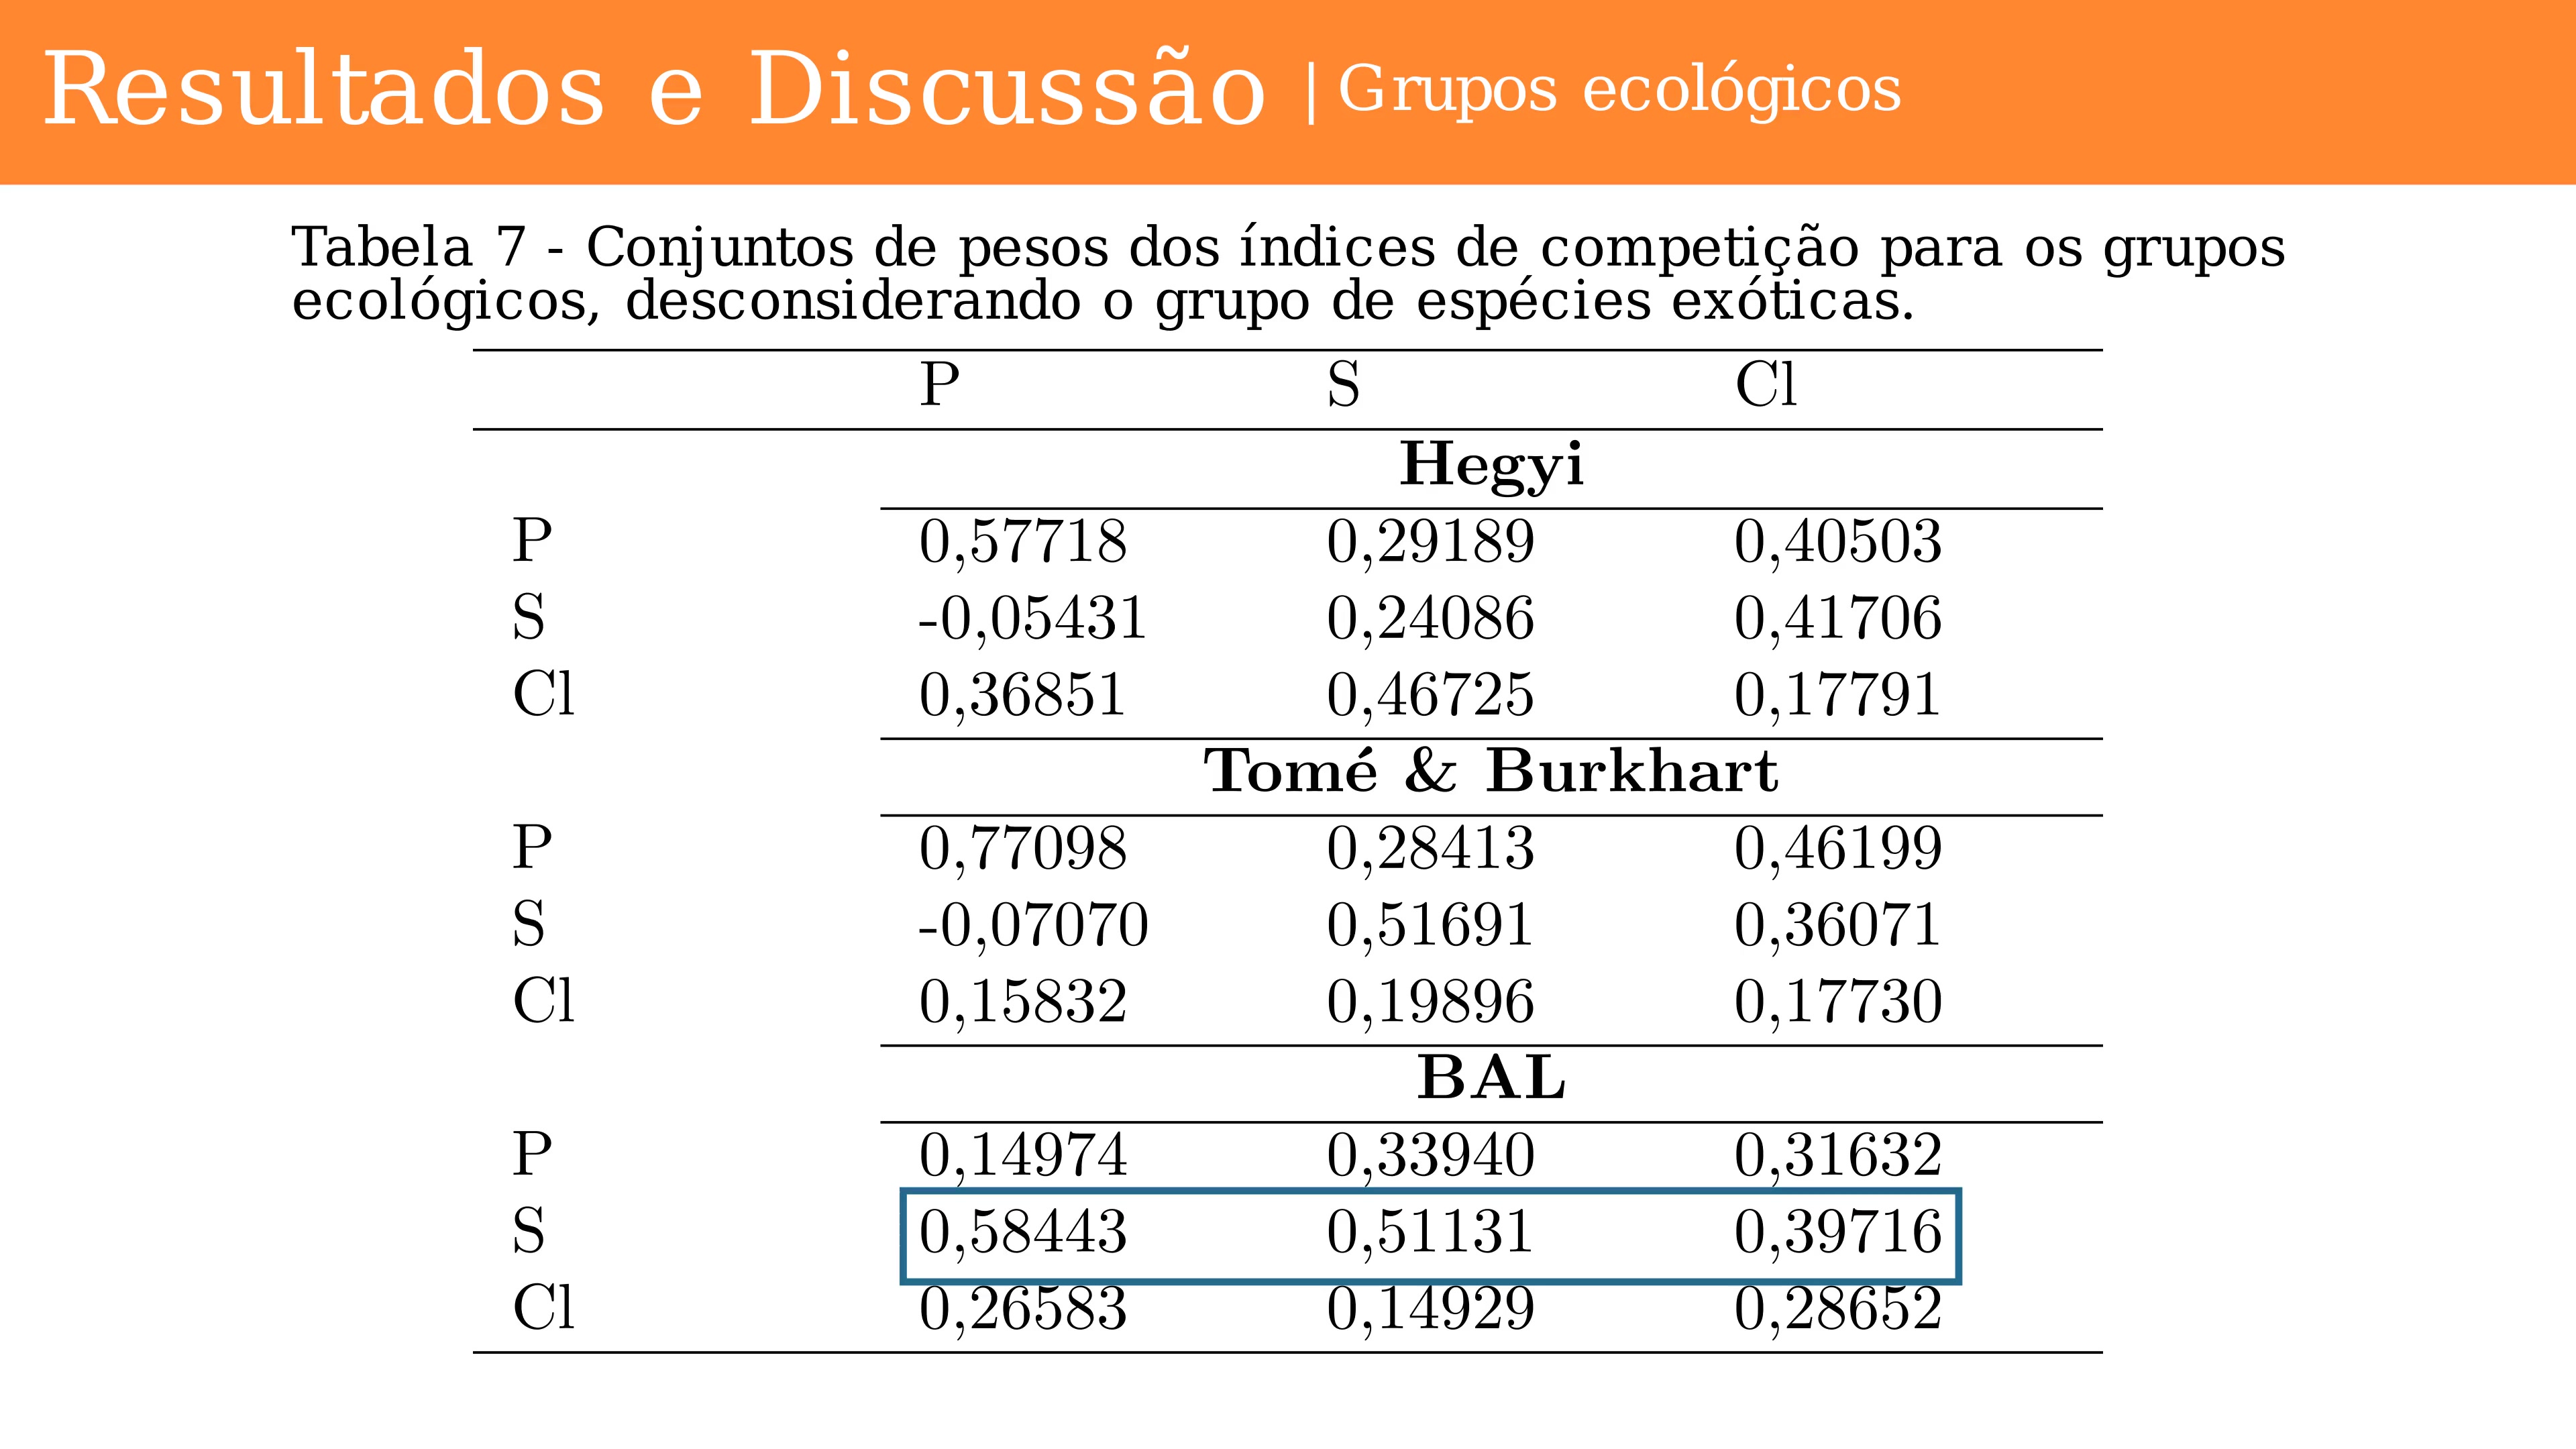 Resultados e Discussão | Grupos ecológicos
Tabela 7 - Conjuntos de pesos dos índices de competição para os grupos
ecológicos, desconsiderando o grupo de espécies exóticas.
P S Cl
Hegyi
P 0,57718 0,29189 0,40503
S -0,05431 0,24086 0,41706
Cl 0,36851 0,46725 0,17791
Tomé & Burkhart
P 0,77098 0,28413 0,46199
S -0,07070 0,51691 0,36071
Cl 0,15832 0,19896 0,17730
BAL
P 0,14974 0,33940 0,31632
S 0,58443 0,51131 0,39716
Cl 0,26583 0,14929 0,28652